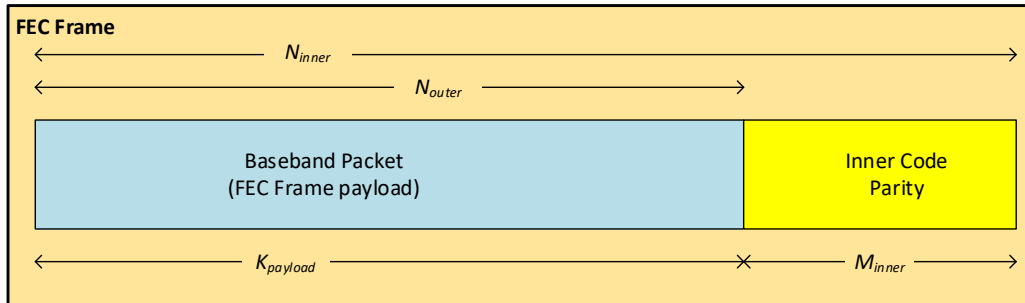 FEC Frame
Ninner
Nouter
Baseband Packet
(FEC Frame payload)
Inner Code
Parity
Kpayload
Minner